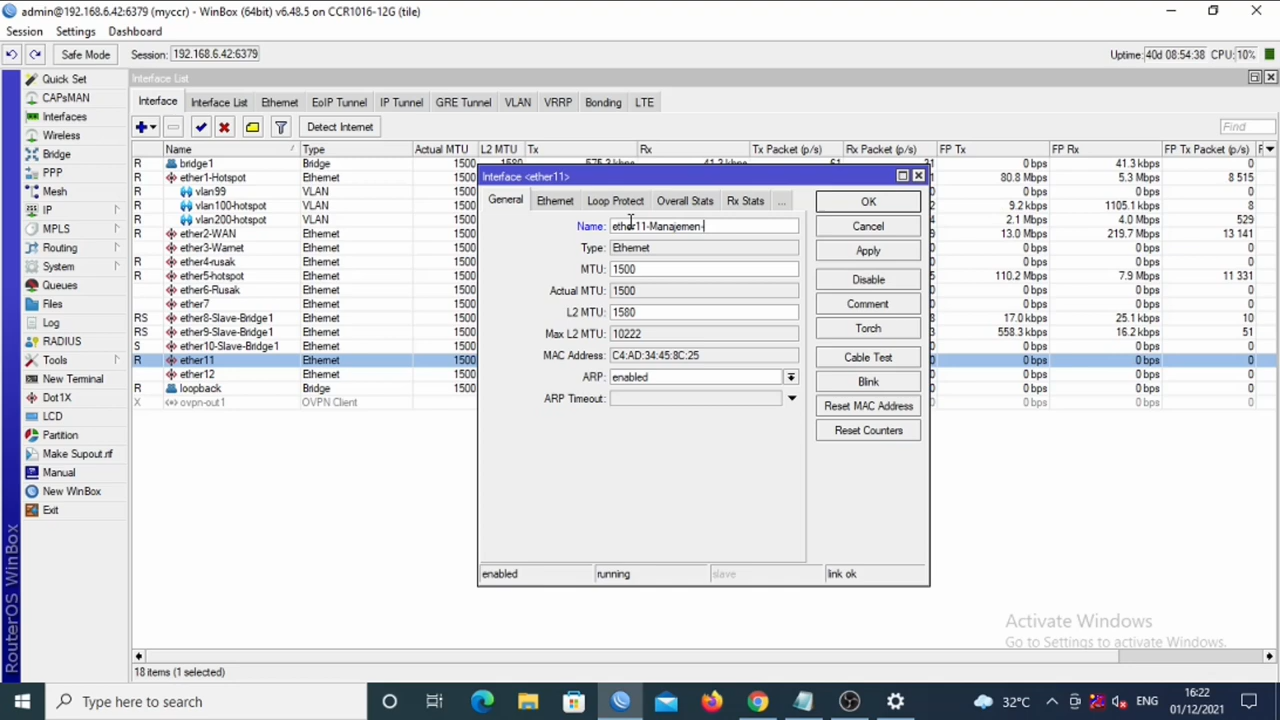 admin@192.168.6.42:6379 (myccr) - WinBox (64bit) v6.48.5 on CCR1016-12G (tile)
Session Settings Dashboard
Safe Mode Session: 192.168.6.42:6379 Uptime: 40d 08:54:38 CPU: 10%
Quick Set
CAPsMAN
Interfaces
Wireless
Bridge
PPP
Mesh
IP
MPLS
Routing
System
Queues
Files
Log
RADIUS
Tools
New Terminal
Dot1X
LCD
Partition
Make Supout.rif
Manual
New WinBox
Exit
RouterOS WinBox
Interface List
Interface Interface List Ethernet EoIP Tunnel IP Tunnel GRE Tunnel VLAN VRRP Bonding LTE
Detect Internet Find
Name Type Actual MTU L2 MTU Tx Rx Tx Packet (p/s) Rx Packet (p/s) FP Tx FP Rx FP Tx Packet (p/s)
R bridge1 Bridge 1500 0 bps 41.3 kbps 0
R ether1-Hotspot Ethernet 1500 80.8 Mbps 5.3 Mbps 8 515
R vlan99 VLAN 1500 0 bps 0 bps 0
R vlan100-hotspot VLAN 1500 9.2 kbps 1105.1 kbps 8
R vlan200-hotspot VLAN 1500 2.1 Mbps 4.0 Mbps 529
R ether2-WAN Ethernet 1500 13.0 Mbps 219.7 Mbps 13 141
ether3-Warnet Ethernet 1500 0 bps 0 bps 0
R ether4-rusak Ethernet 1500 0 bps 0 bps 0
R ether5-hotspot Ethernet 1500 110.2 Mbps 7.9 Mbps 11 331
ether6-Rusak Ethernet 1500 0 bps 0 bps 0
ether7 Ethernet 1500 0 bps 0 bps 0
RS ether8-Slave-Bridge1 Ethernet 1500 17.0 kbps 25.1 kbps 10
RS ether9-Slave-Bridge1 Ethernet 1500 558.3 kbps 16.2 kbps 51
S ether10-Slave-Bridge1 Ethernet 1500 0 bps 0 bps 0
R ether11 Ethernet 1500 0 bps 0 bps 0
ether12 Ethernet 1500 0 bps 0 bps 0
R loopback Bridge 1500 0 bps 0 bps 0
X ovpn-out1 OVPN Client 0 bps 0 bps 0
Interface <ether11>
General Ethernet Loop Protect Overall Stats Rx Stats ...
Name: ether11-Manajemen-
Type: Ethernet
MTU: 1500
Actual MTU: 1500
L2 MTU: 1580
Max L2 MTU: 10222
MAC Address: C4:AD:34:45:8C:25
ARP: enabled
ARP Timeout:
OK
Cancel
Apply
Disable
Comment
Torch
Cable Test
Blink
Reset MAC Address
Reset Counters
enabled running slave link ok
Activate Windows
Go to Settings to activate Windows.
18 items (1 selected)
Type here to search
32°C ENG 16:22
01/12/2021